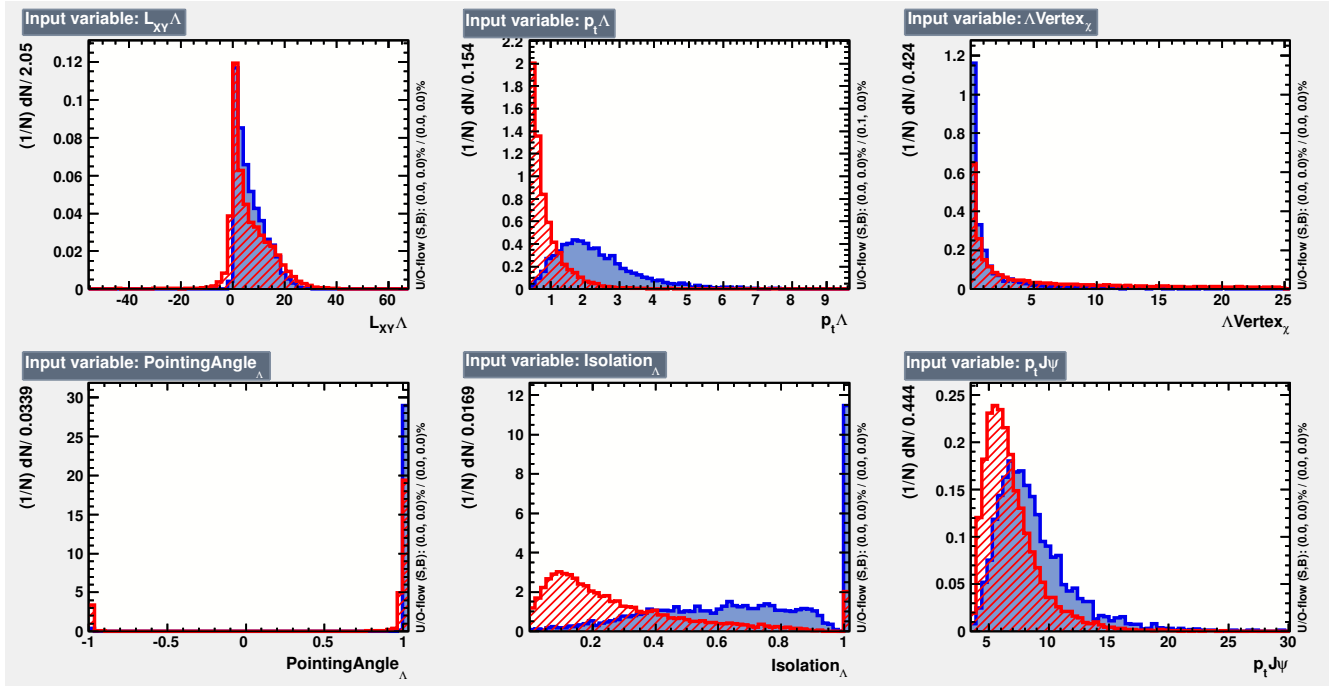 Input variable: L_XY Λ
(1/N) dN/ 2.05
0.12
0.1
0.08
0.06
0.04
0.02
0
-40 -20 0 20 40 60
L_XY Λ
U/O-flow (S,B): (0.0, 0.0)% / (0.0, 0.0)%
Input variable: p_t Λ
(1/N) dN/ 0.154
2.2
2
1.8
1.6
1.4
1.2
1
0.8
0.6
0.4
0.2
0
1 2 3 4 5 6 7 8 9
p_t Λ
U/O-flow (S,B): (0.0, 0.0)% / (0.1, 0.0)%
Input variable: ΛVertex_χ
(1/N) dN/ 0.424
1.2
1
0.8
0.6
0.4
0.2
0
5 10 15 20 25
ΛVertex_χ
U/O-flow (S,B): (0.0, 0.0)% / (0.0, 0.0)%
Input variable: PointingAngle_Λ
(1/N) dN/ 0.0339
30
25
20
15
10
5
0
-1 -0.5 0 0.5 1
PointingAngle_Λ
U/O-flow (S,B): (0.0, 0.0)% / (0.0, 0.0)%
Input variable: Isolation_Λ
(1/N) dN/ 0.0169
12
10
8
6
4
2
0
0.2 0.4 0.6 0.8 1
Isolation_Λ
U/O-flow (S,B): (0.0, 0.0)% / (0.0, 0.0)%
Input variable: p_t Jψ
(1/N) dN/ 0.444
0.25
0.2
0.15
0.1
0.05
0
5 10 15 20 25 30
p_t Jψ
U/O-flow (S,B): (0.0, 0.0)% / (0.0, 0.0)%